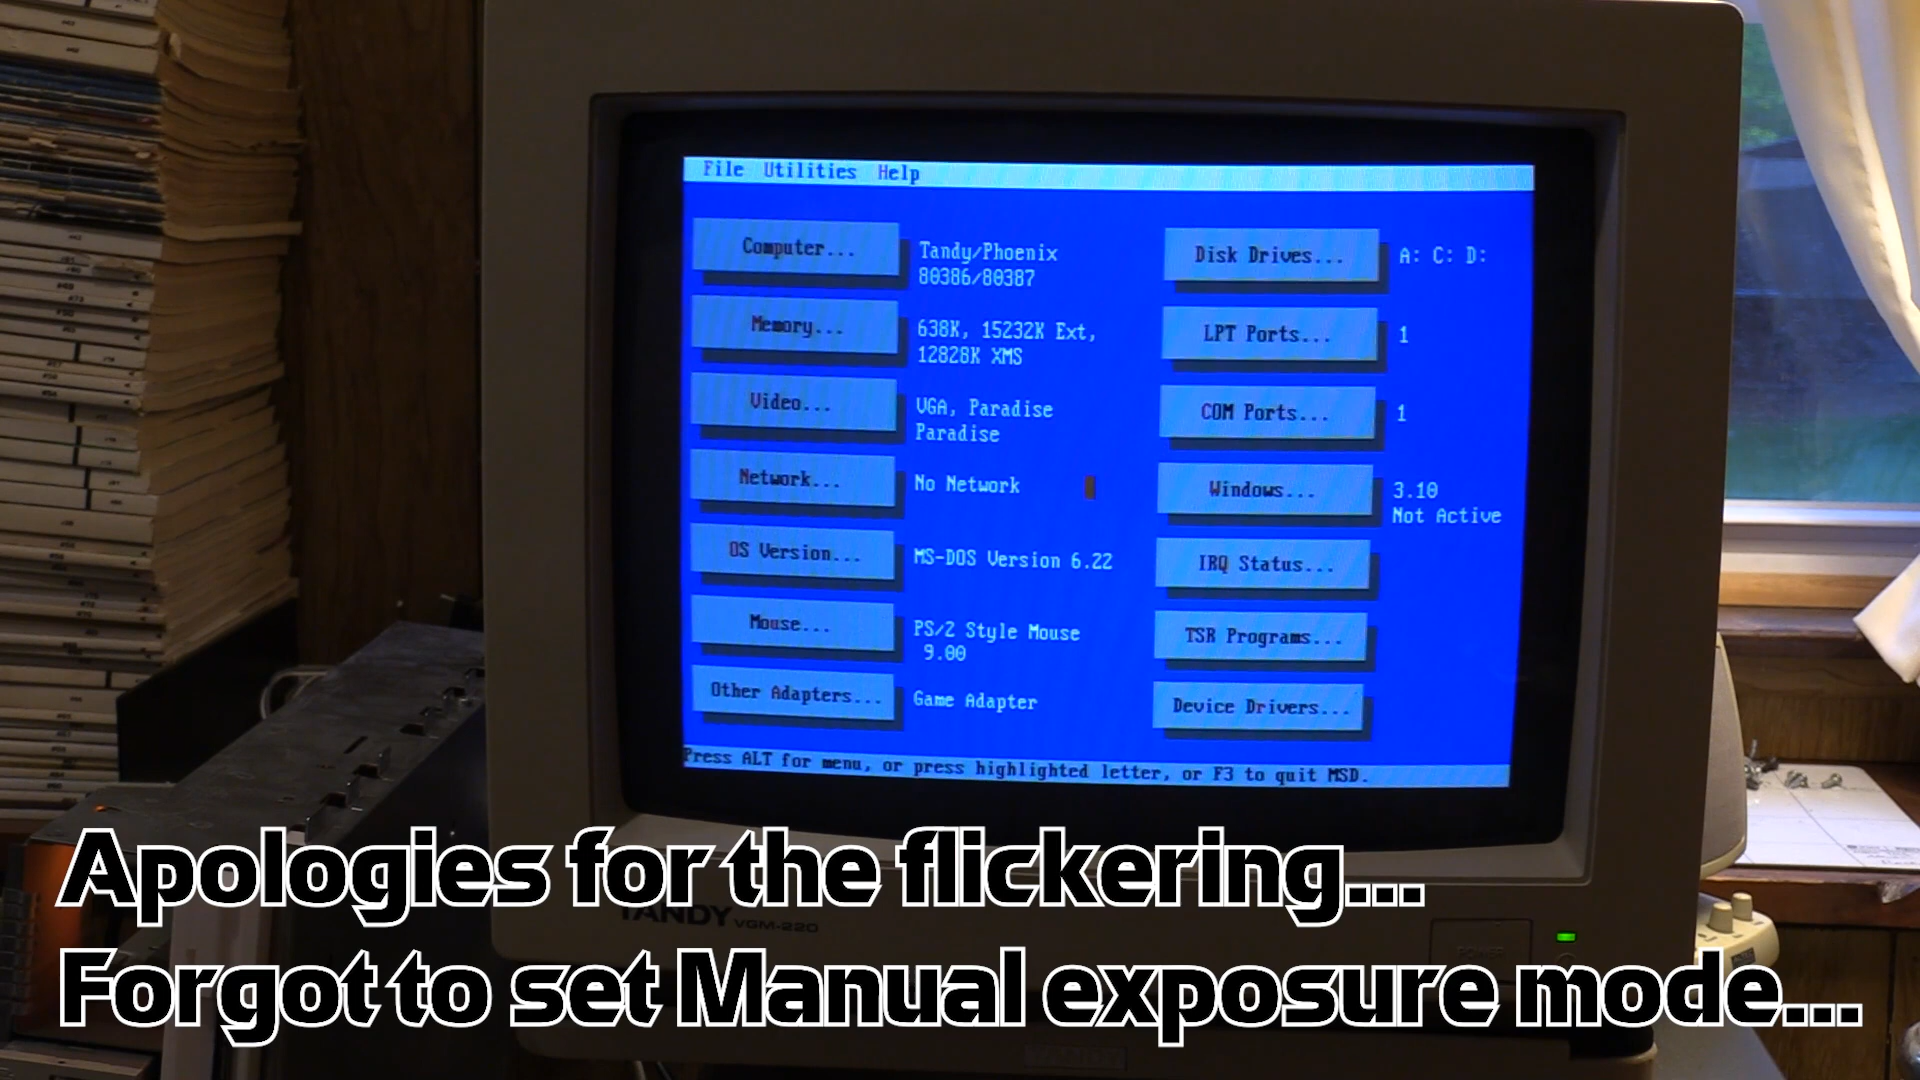 File Utilities Help
Computer... Tandy/Phoenix
80386/80387
Memory... 638K, 15232K Ext,
12828K XMS
Video... VGA, Paradise
Paradise
Network... No Network
OS Version... MS-DOS Version 6.22
Mouse... PS/2 Style Mouse
9.00
Other Adapters... Game Adapter
Disk Drives... A: C: D:
LPT Ports... 1
COM Ports... 1
Windows... 3.10
Not Active
IRQ Status...
TSR Programs...
Device Drivers...
Press ALT for menu, or press highlighted letter, or F3 to quit MSD.
Apologies for the flickering...
TANDY VGM-220
POWER
Forgot to set Manual exposure mode...